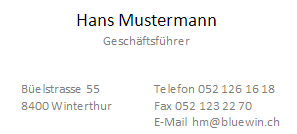 Hans Mustermann
Geschäftsführer
Büelstrasse 55
8400 Winterthur
Telefon 052 126 16 18
Fax 052 123 22 70
E-Mail hm@bluewin.ch